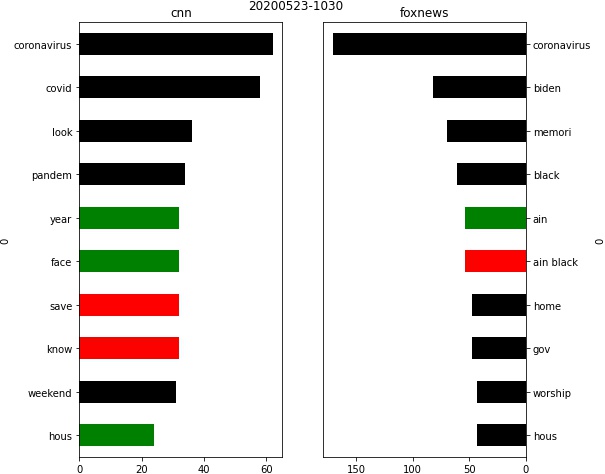 20200523-1030
cnn
foxnews
coronavirus
covid
look
pandem
year
face
save
know
weekend
hous
0
0 20 40 60
coronavirus
biden
memori
black
ain
ain black
home
gov
worship
hous
0
150 100 50 0